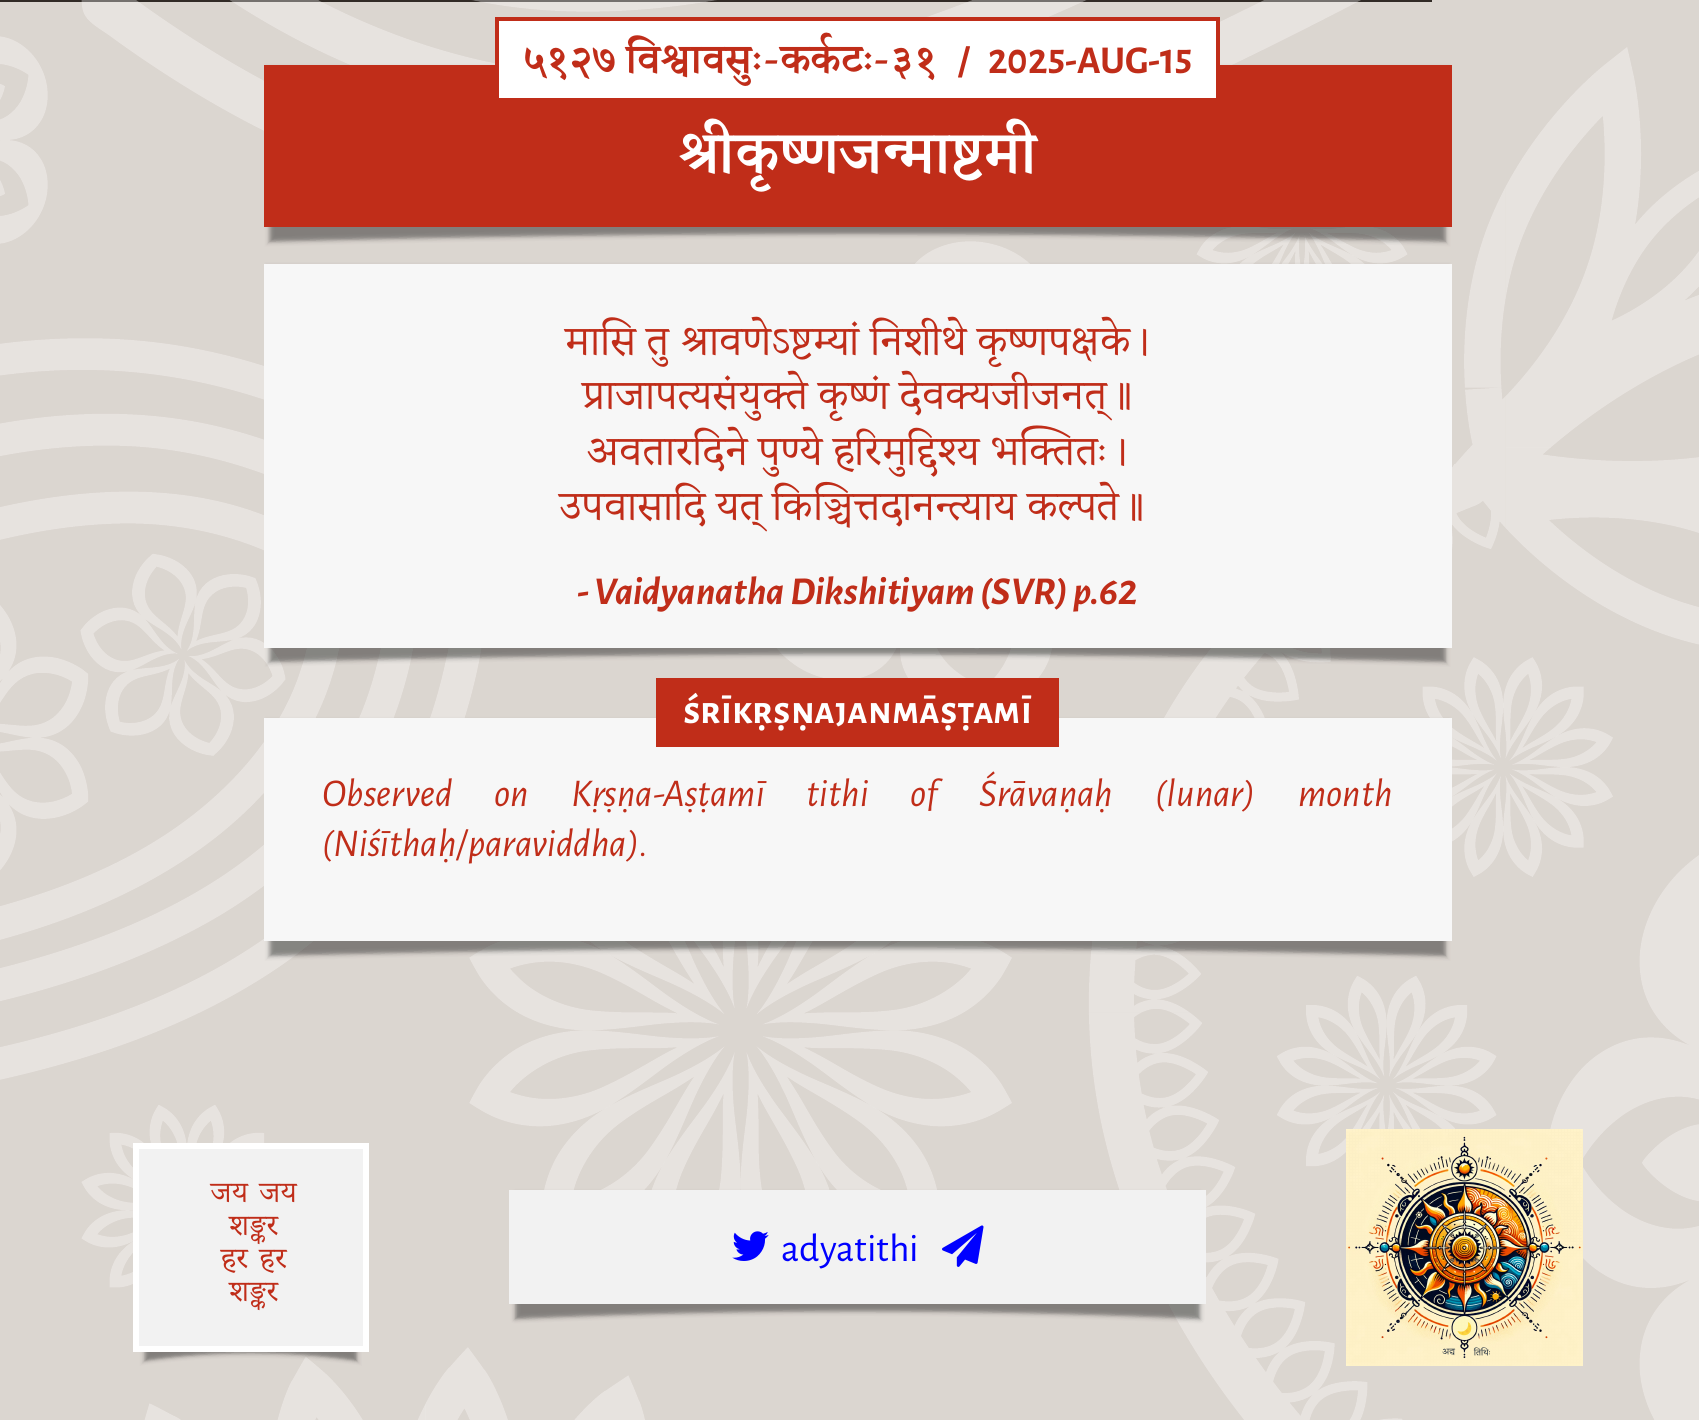 ५१२७ विश्वावसुः-कर्कटः-३१ / 2025-AUG-15
श्रीकृष्णजन्माष्टमी
मासि तु श्रावणेऽष्टम्यां निशीथे कृष्णपक्षके।
प्राजापत्यसंयुक्ते कृष्णं देवक्यजीजनत्॥
अवतारदिने पुण्ये हरिमुद्दिश्य भक्तितः।
उपवासादि यत् किञ्चित्तदानन्त्याय कल्पते॥
- Vaidyanatha Dikshitiyam (SVR) p.62
ŚRĪKṚṢṆAJANMĀṢṬAMĪ
Observed on Kṛṣṇa-Aṣṭamī tithi of Śrāvaṇaḥ (lunar) month
(Niśīthaḥ/paraviddha).
जय जय
शङ्कर
हर हर
शङ्कर
adyatithi
अद्य तिथिः